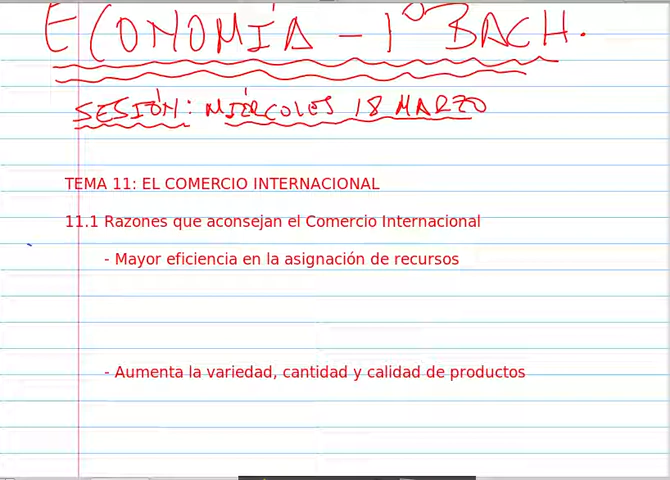 ECONOMÍA - 1º BACH.
SESIÓN: MIÉRCOLES 18 MARZO
TEMA 11: EL COMERCIO INTERNACIONAL
11.1 Razones que aconsejan el Comercio Internacional
- Mayor eficiencia en la asignación de recursos
- Aumenta la variedad, cantidad y calidad de productos